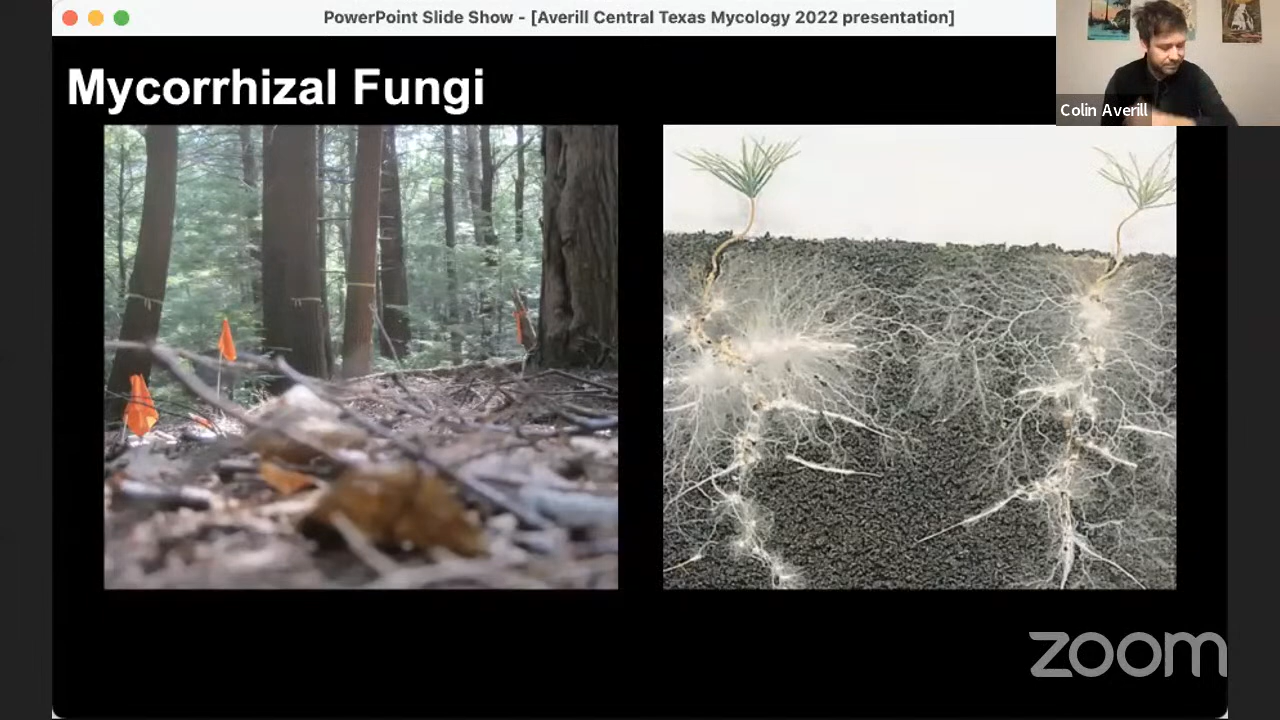 PowerPoint Slide Show - [Averill Central Texas Mycology 2022 presentation]
Mycorrhizal Fungi
Colin Averill
zoom